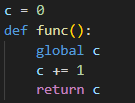 c = 0
def func():
    global c
    c += 1
    return c